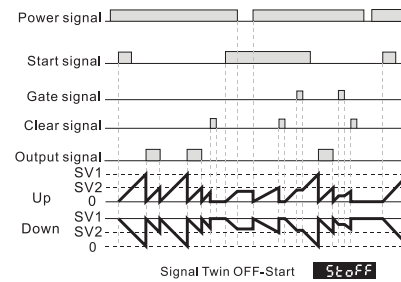 Power signal
Start signal
Gate signal
Clear signal
Output signal
SV1
SV2
Up
0
SV1
Down
SV2
0
Signal Twin OFF-Start
StoFF